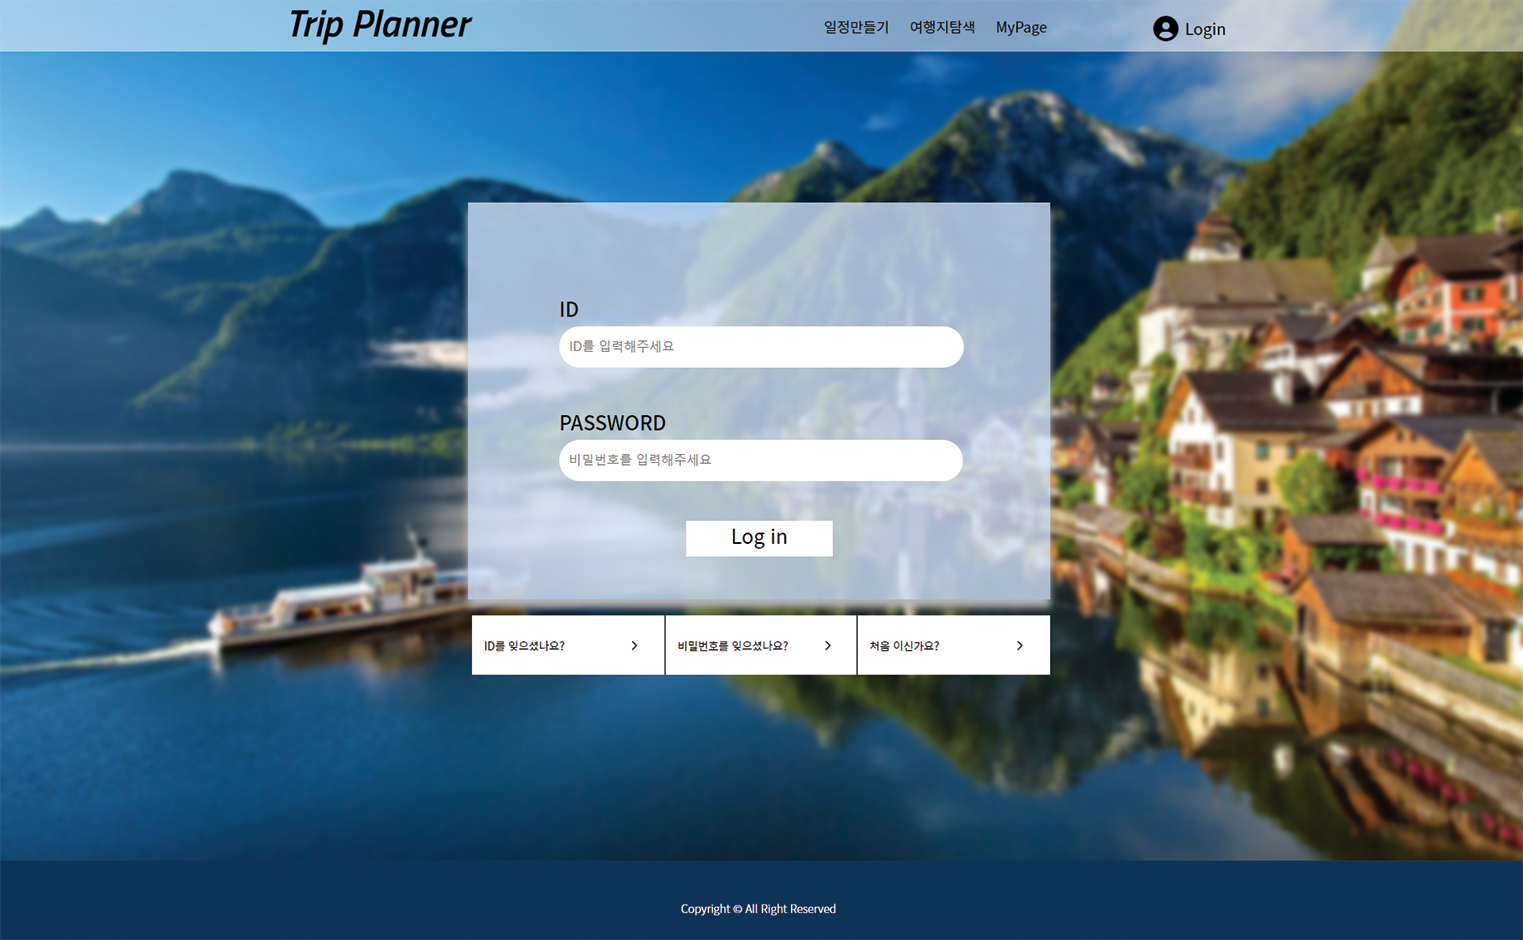 Trip Planner
일정만들기 여행지탐색 MyPage Login
ID
ID를 입력해주세요
PASSWORD
비밀번호를 입력해주세요
Log in
ID를 잊으셨나요? 비밀번호를 잊으셨나요? 처음 이신가요?
Copyright © All Right Reserved